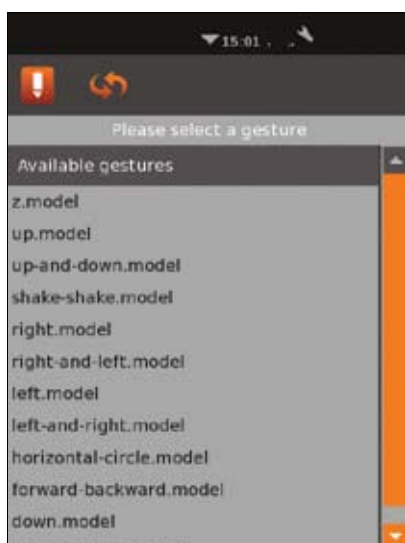 15:01
Please select a gesture
Available gestures
z.model
up.model
up-and-down.model
shake-shake.model
right.model
right-and-left.model
left.model
left-and-right.model
horizontal-circle.model
forward-backward.model
down.model